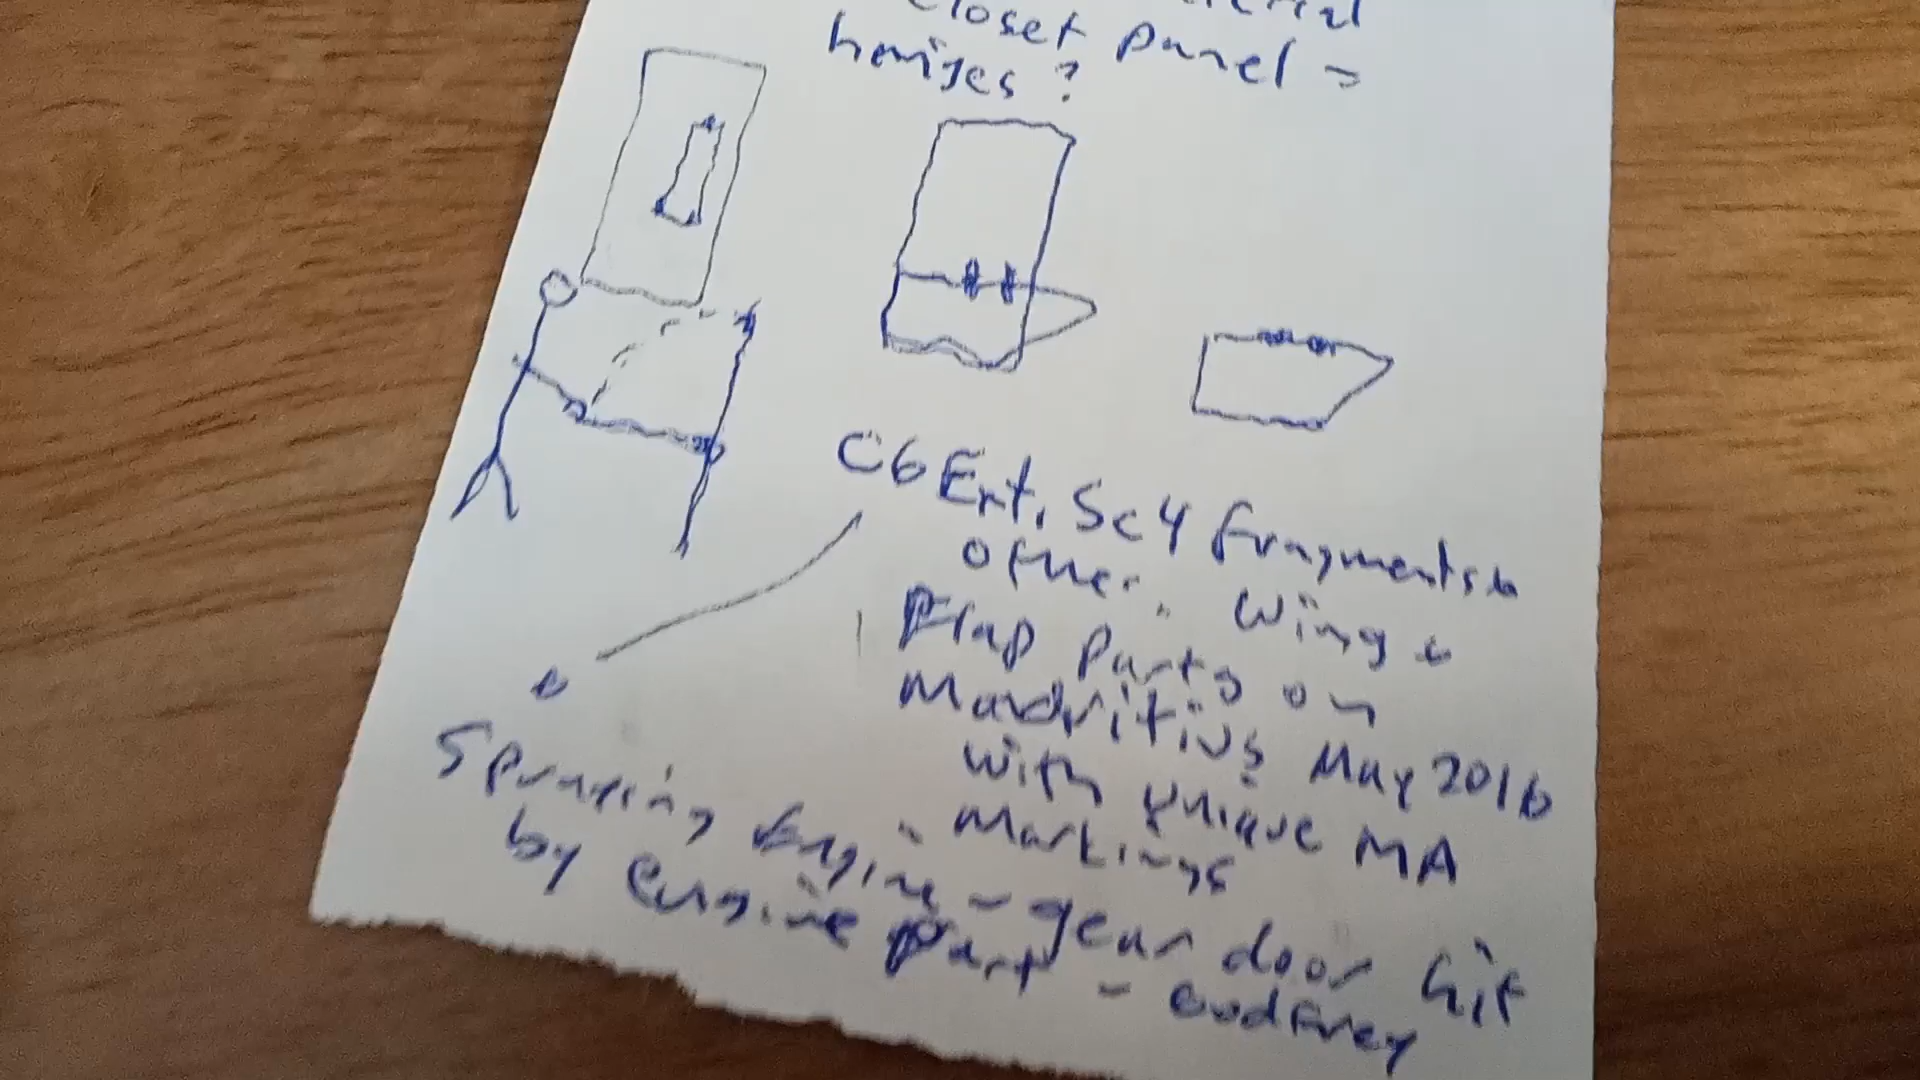 closet panel =
hinges?
C6 Ext. Sc4 fragments &
other. Wing &
Flap parts on
Mauritius May 2016
with unique MA
markings
&
Spinning Engine - gear door hit
by engine part - Godfrey